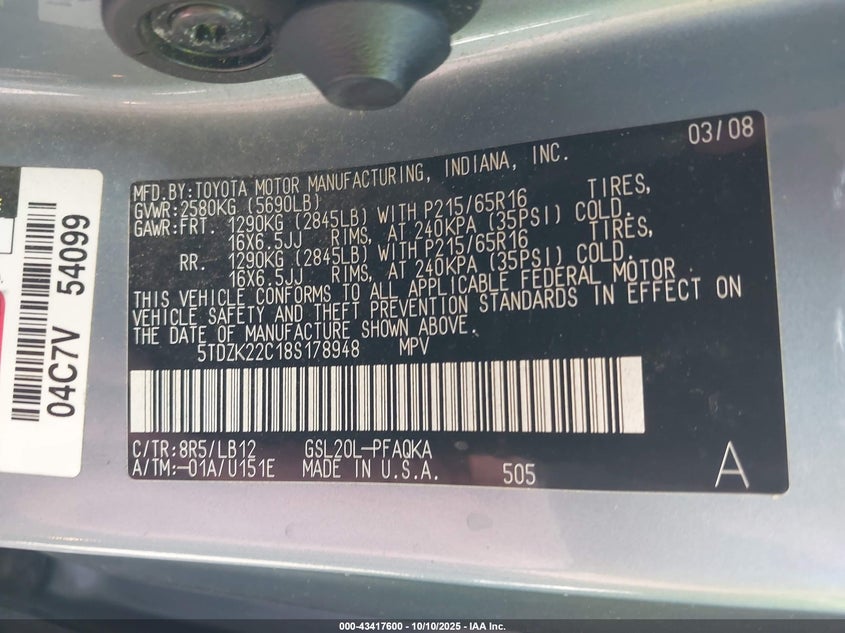 03/08
MFD.BY:TOYOTA MOTOR MANUFACTURING, INDIANA, INC.
GVWR:2580KG (5690LB)
GAWR:FRT. 1290KG (2845LB) WITH P215/65R16 TIRES,
16X6.5JJ RIMS, AT 240KPA (35PSI) COLD.
RR. 1290KG (2845LB) WITH P215/65R16 TIRES,
16X6.5JJ RIMS, AT 240KPA (35PSI) COLD.
THIS VEHICLE CONFORMS TO ALL APPLICABLE FEDERAL MOTOR
VEHICLE SAFETY AND THEFT PREVENTION STANDARDS IN EFFECT ON
THE DATE OF MANUFACTURE SHOWN ABOVE.
5TDZK22C18S178948 MPV
C/TR:8R5/LB12 GSL20L-PFAQKA
A/TM:-01A/U151E MADE IN U.S.A. 505 A
04C7V 54099
000-43417600 - 10/10/2025 - IAA Inc.